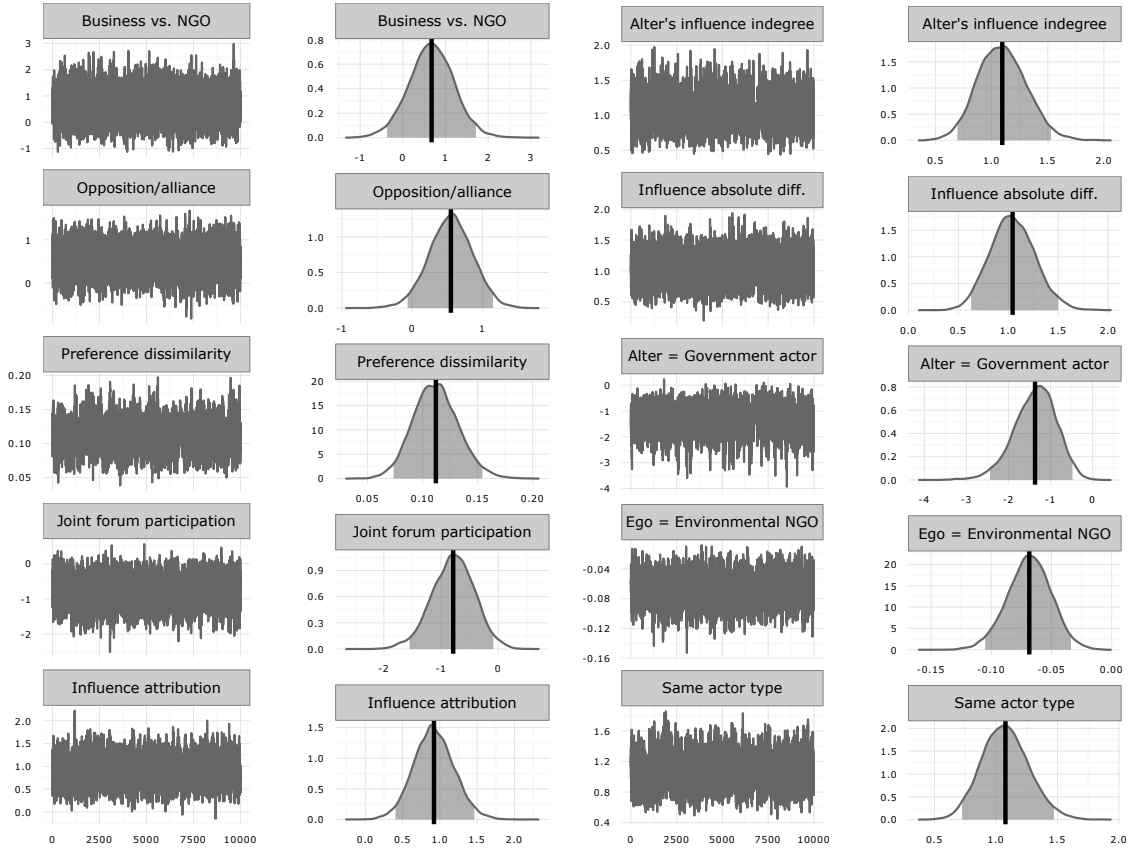 Business vs. NGO
3
2
1
0
-1
Business vs. NGO
0.8
0.6
0.4
0.2
0.0
-1 0 1 2 3
Alter's influence indegree
2.0
1.5
1.0
0.5
Alter's influence indegree
1.5
1.0
0.5
0.0
0.5 1.0 1.5 2.0
Opposition/alliance
1
0
Opposition/alliance
1.0
0.5
0.0
-1 0 1
Influence absolute diff.
2.0
1.5
1.0
0.5
Influence absolute diff.
1.5
1.0
0.5
0.0
0.0 0.5 1.0 1.5 2.0
Preference dissimilarity
0.20
0.15
0.10
0.05
Preference dissimilarity
20
15
10
5
0
0.05 0.10 0.15 0.20
Alter = Government actor
0
-1
-2
-3
-4
Alter = Government actor
0.8
0.6
0.4
0.2
0.0
-4 -3 -2 -1 0
Joint forum participation
0
-1
-2
Joint forum participation
0.9
0.6
0.3
0.0
-2 -1 0
Ego = Environmental NGO
-0.04
-0.08
-0.12
-0.16
Ego = Environmental NGO
20
15
10
5
0
-0.15 -0.10 -0.05 0.00
Influence attribution
2.0
1.5
1.0
0.5
0.0
0 2500 5000 7500 10000
Influence attribution
1.5
1.0
0.5
0.0
0.0 0.5 1.0 1.5 2.0
Same actor type
1.6
1.2
0.8
0.4
0 2500 5000 7500 10000
Same actor type
2.0
1.5
1.0
0.5
0.0
0.5 1.0 1.5 2.0